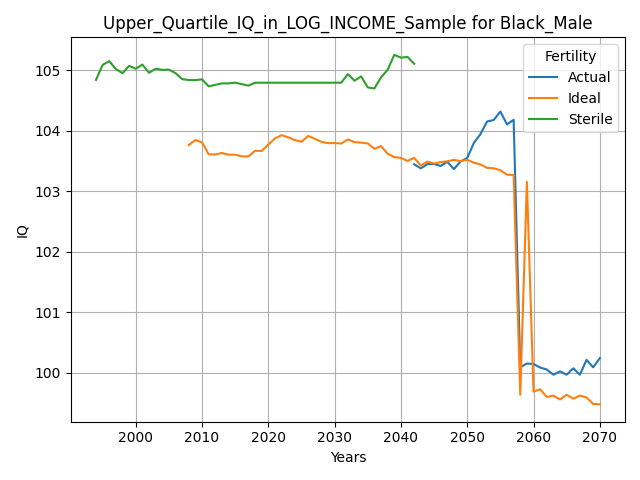 Upper_Quartile_IQ_in_LOG_INCOME_Sample for Black_Male
Fertility
Actual
Ideal
Sterile
105
104
103
102
101
100
IQ
2000
2010
2020
2030
2040
2050
2060
2070
Years